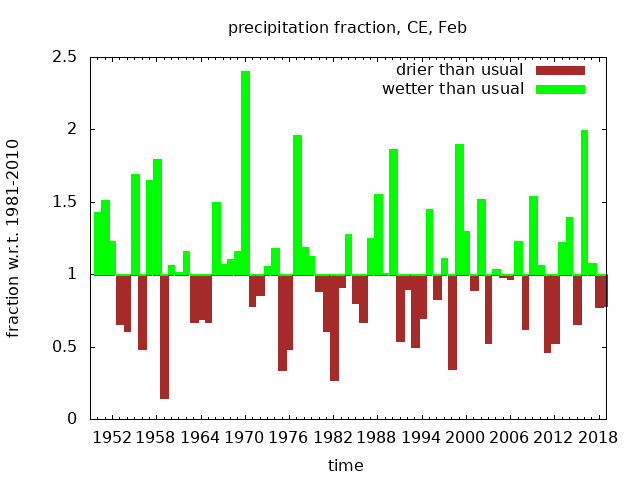 precipitation fraction, CE, Feb
drier than usual
wetter than usual
fraction w.r.t. 1981-2010
2.5
2
1.5
1
0.5
0
1952 1958 1964 1970 1976 1982 1988 1994 2000 2006 2012 2018
time